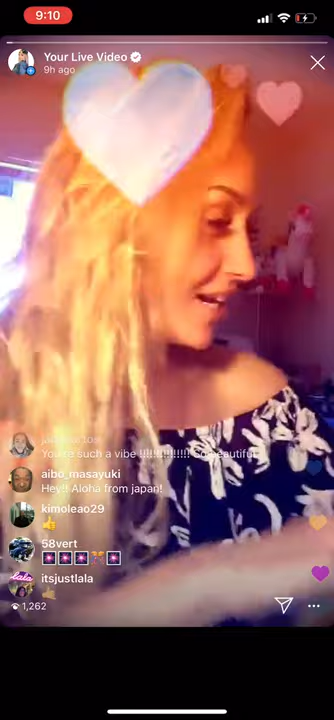 9:10
Your Live Video
9h ago
You're such a vibe !!!!!!!!!!!!!! So beautiful
aibo_masayuki
Hey!! Aloha from japan!
kimoleao29
👍
58vert
🎆🎆🎆🎊🎆
itsjustlala
🤙
1,262